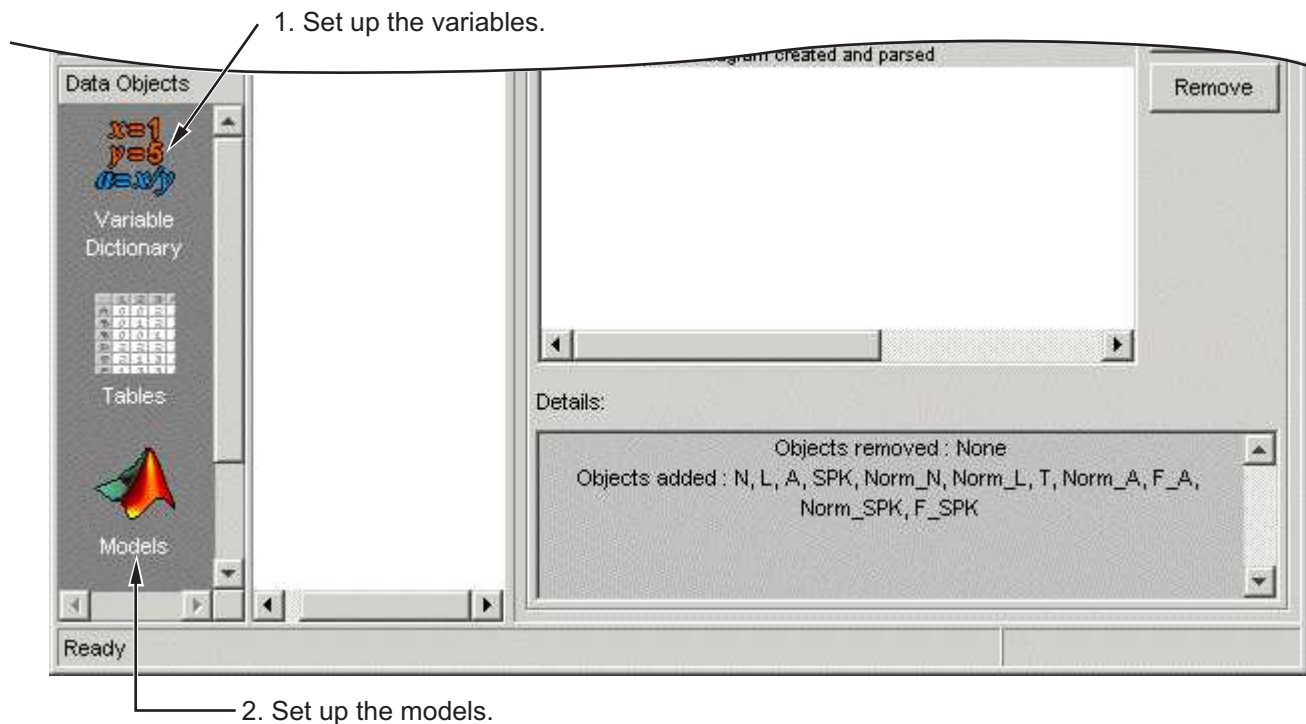 1. Set up the variables.
created and parsed
Data Objects
Remove
x=1
y=5
a=x/y
Variable
Dictionary
Tables
Details:
Objects removed : None
Objects added : N, L, A, SPK, Norm_N, Norm_L, T, Norm_A, F_A,
Norm_SPK, F_SPK
Models
Ready
2. Set up the models.